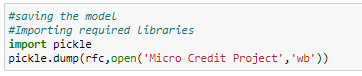 #saving the model
#Importing required libraries
import pickle
pickle.dump(rfc,open('Micro Credit Project','wb'))